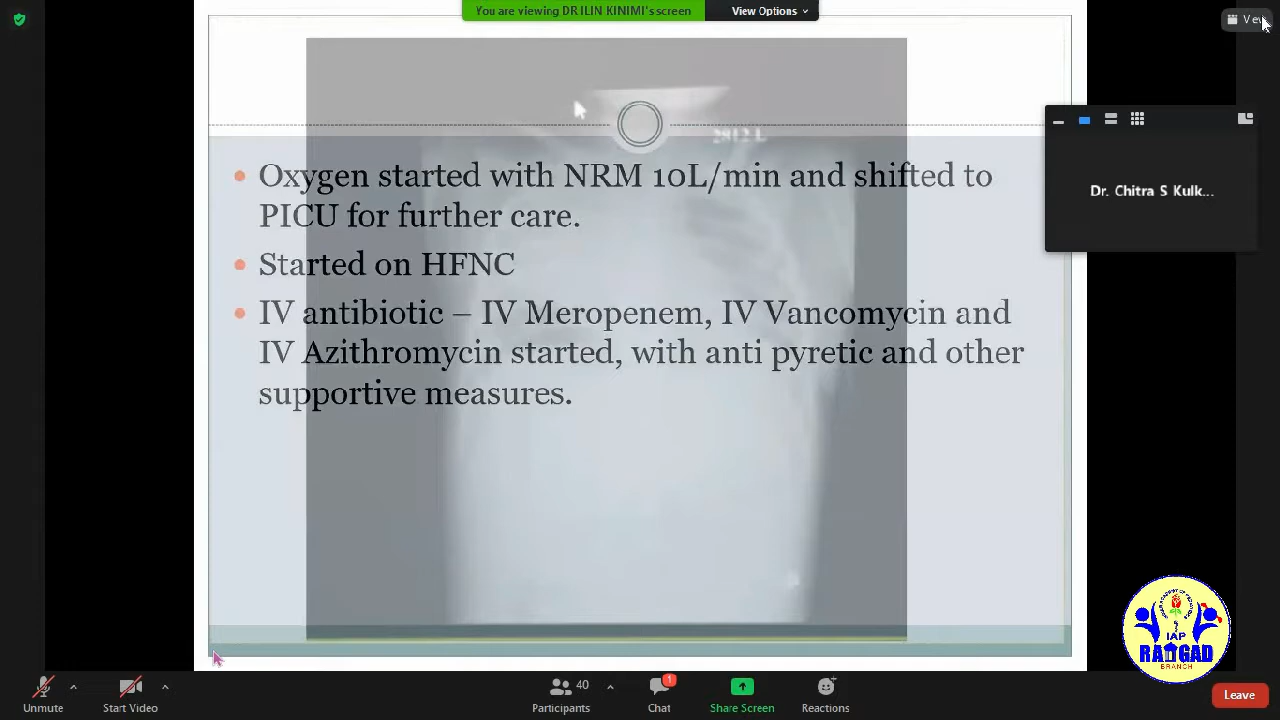 You are viewing DR ILIN KINIMI's screen
View Options
View
2812 L
Oxygen started with NRM 10L/min and shifted to
PICU for further care.
Started on HFNC
IV antibiotic – IV Meropenem, IV Vancomycin and
IV Azithromycin started, with anti pyretic and other
supportive measures.
Dr. Chitra S Kulk...
IAP
RAIGAD
BRANCH
40
1
Unmute
Start Video
Participants
Chat
Share Screen
Reactions
Leave